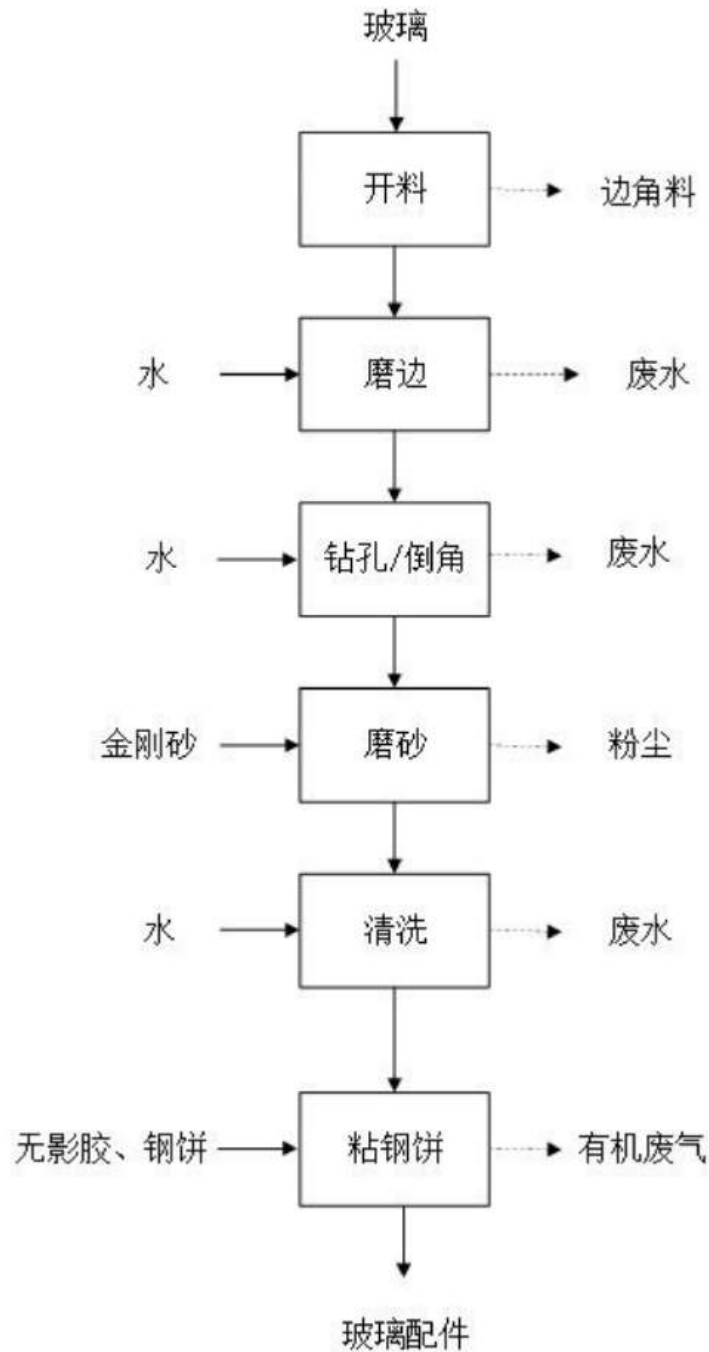 玻璃
开料
边角料
水
磨边
废水
水
钻孔/倒角
废水
金刚砂
磨砂
粉尘
水
清洗
废水
无影胶、钢饼
粘钢饼
有机废气
玻璃配件